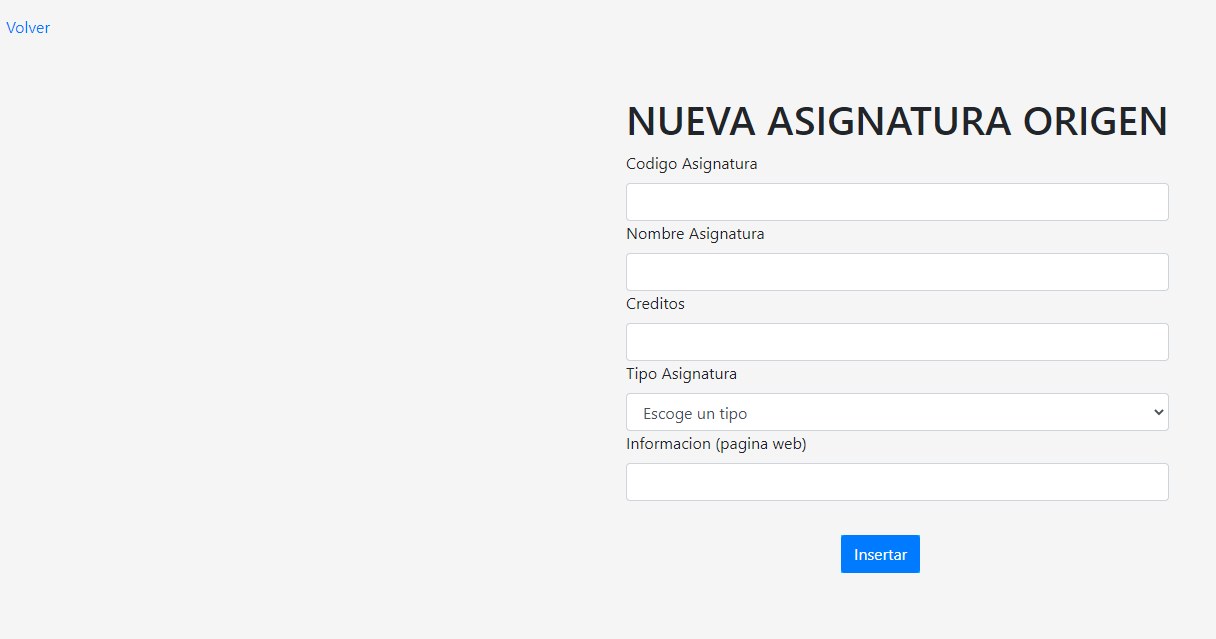 Volver
NUEVA ASIGNATURA ORIGEN
Codigo Asignatura
Nombre Asignatura
Creditos
Tipo Asignatura
Escoge un tipo
Informacion (pagina web)
Insertar